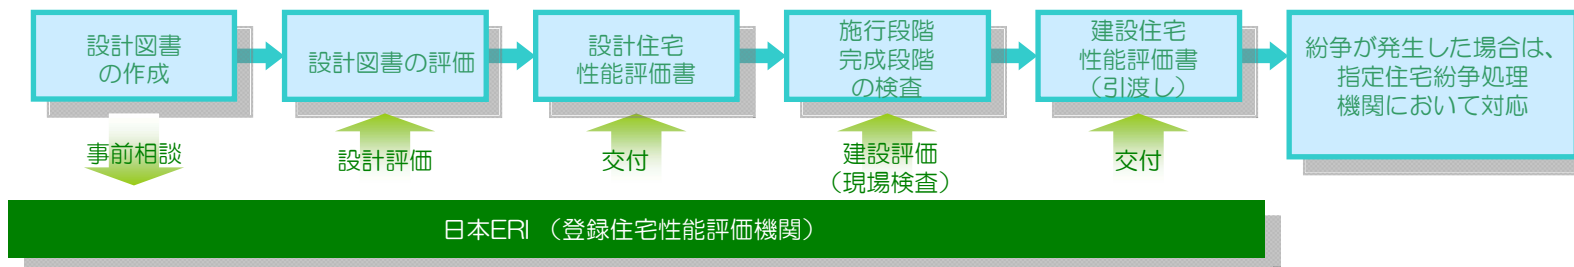 設計図書
の作成
設計図書の評価
設計住宅
性能評価書
施行段階
完成段階
の検査
建設住宅
性能評価書
（引渡し）
紛争が発生した場合は、
指定住宅紛争処理
機関において対応
事前相談
設計評価
交付
建設評価
（現場検査）
交付
日本ERI （登録住宅性能評価機関）